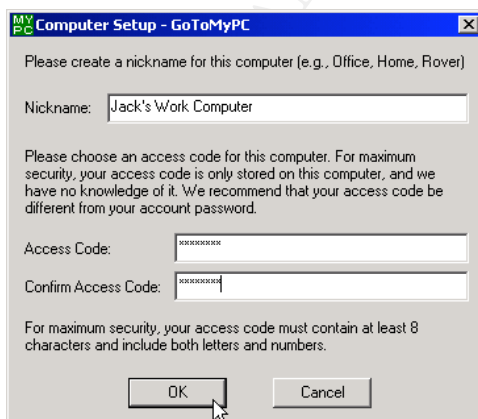 MY PC Computer Setup - GoToMyPC
Please create a nickname for this computer (e.g., Office, Home, Rover)
Nickname: Jack's Work Computer
Please choose an access code for this computer. For maximum
security, your access code is only stored on this computer, and we
have no knowledge of it. We recommend that your access code be
different from your account password.
Access Code: ********
Confirm Access Code: ********
For maximum security, your access code must contain at least 8
characters and include both letters and numbers.
OK Cancel